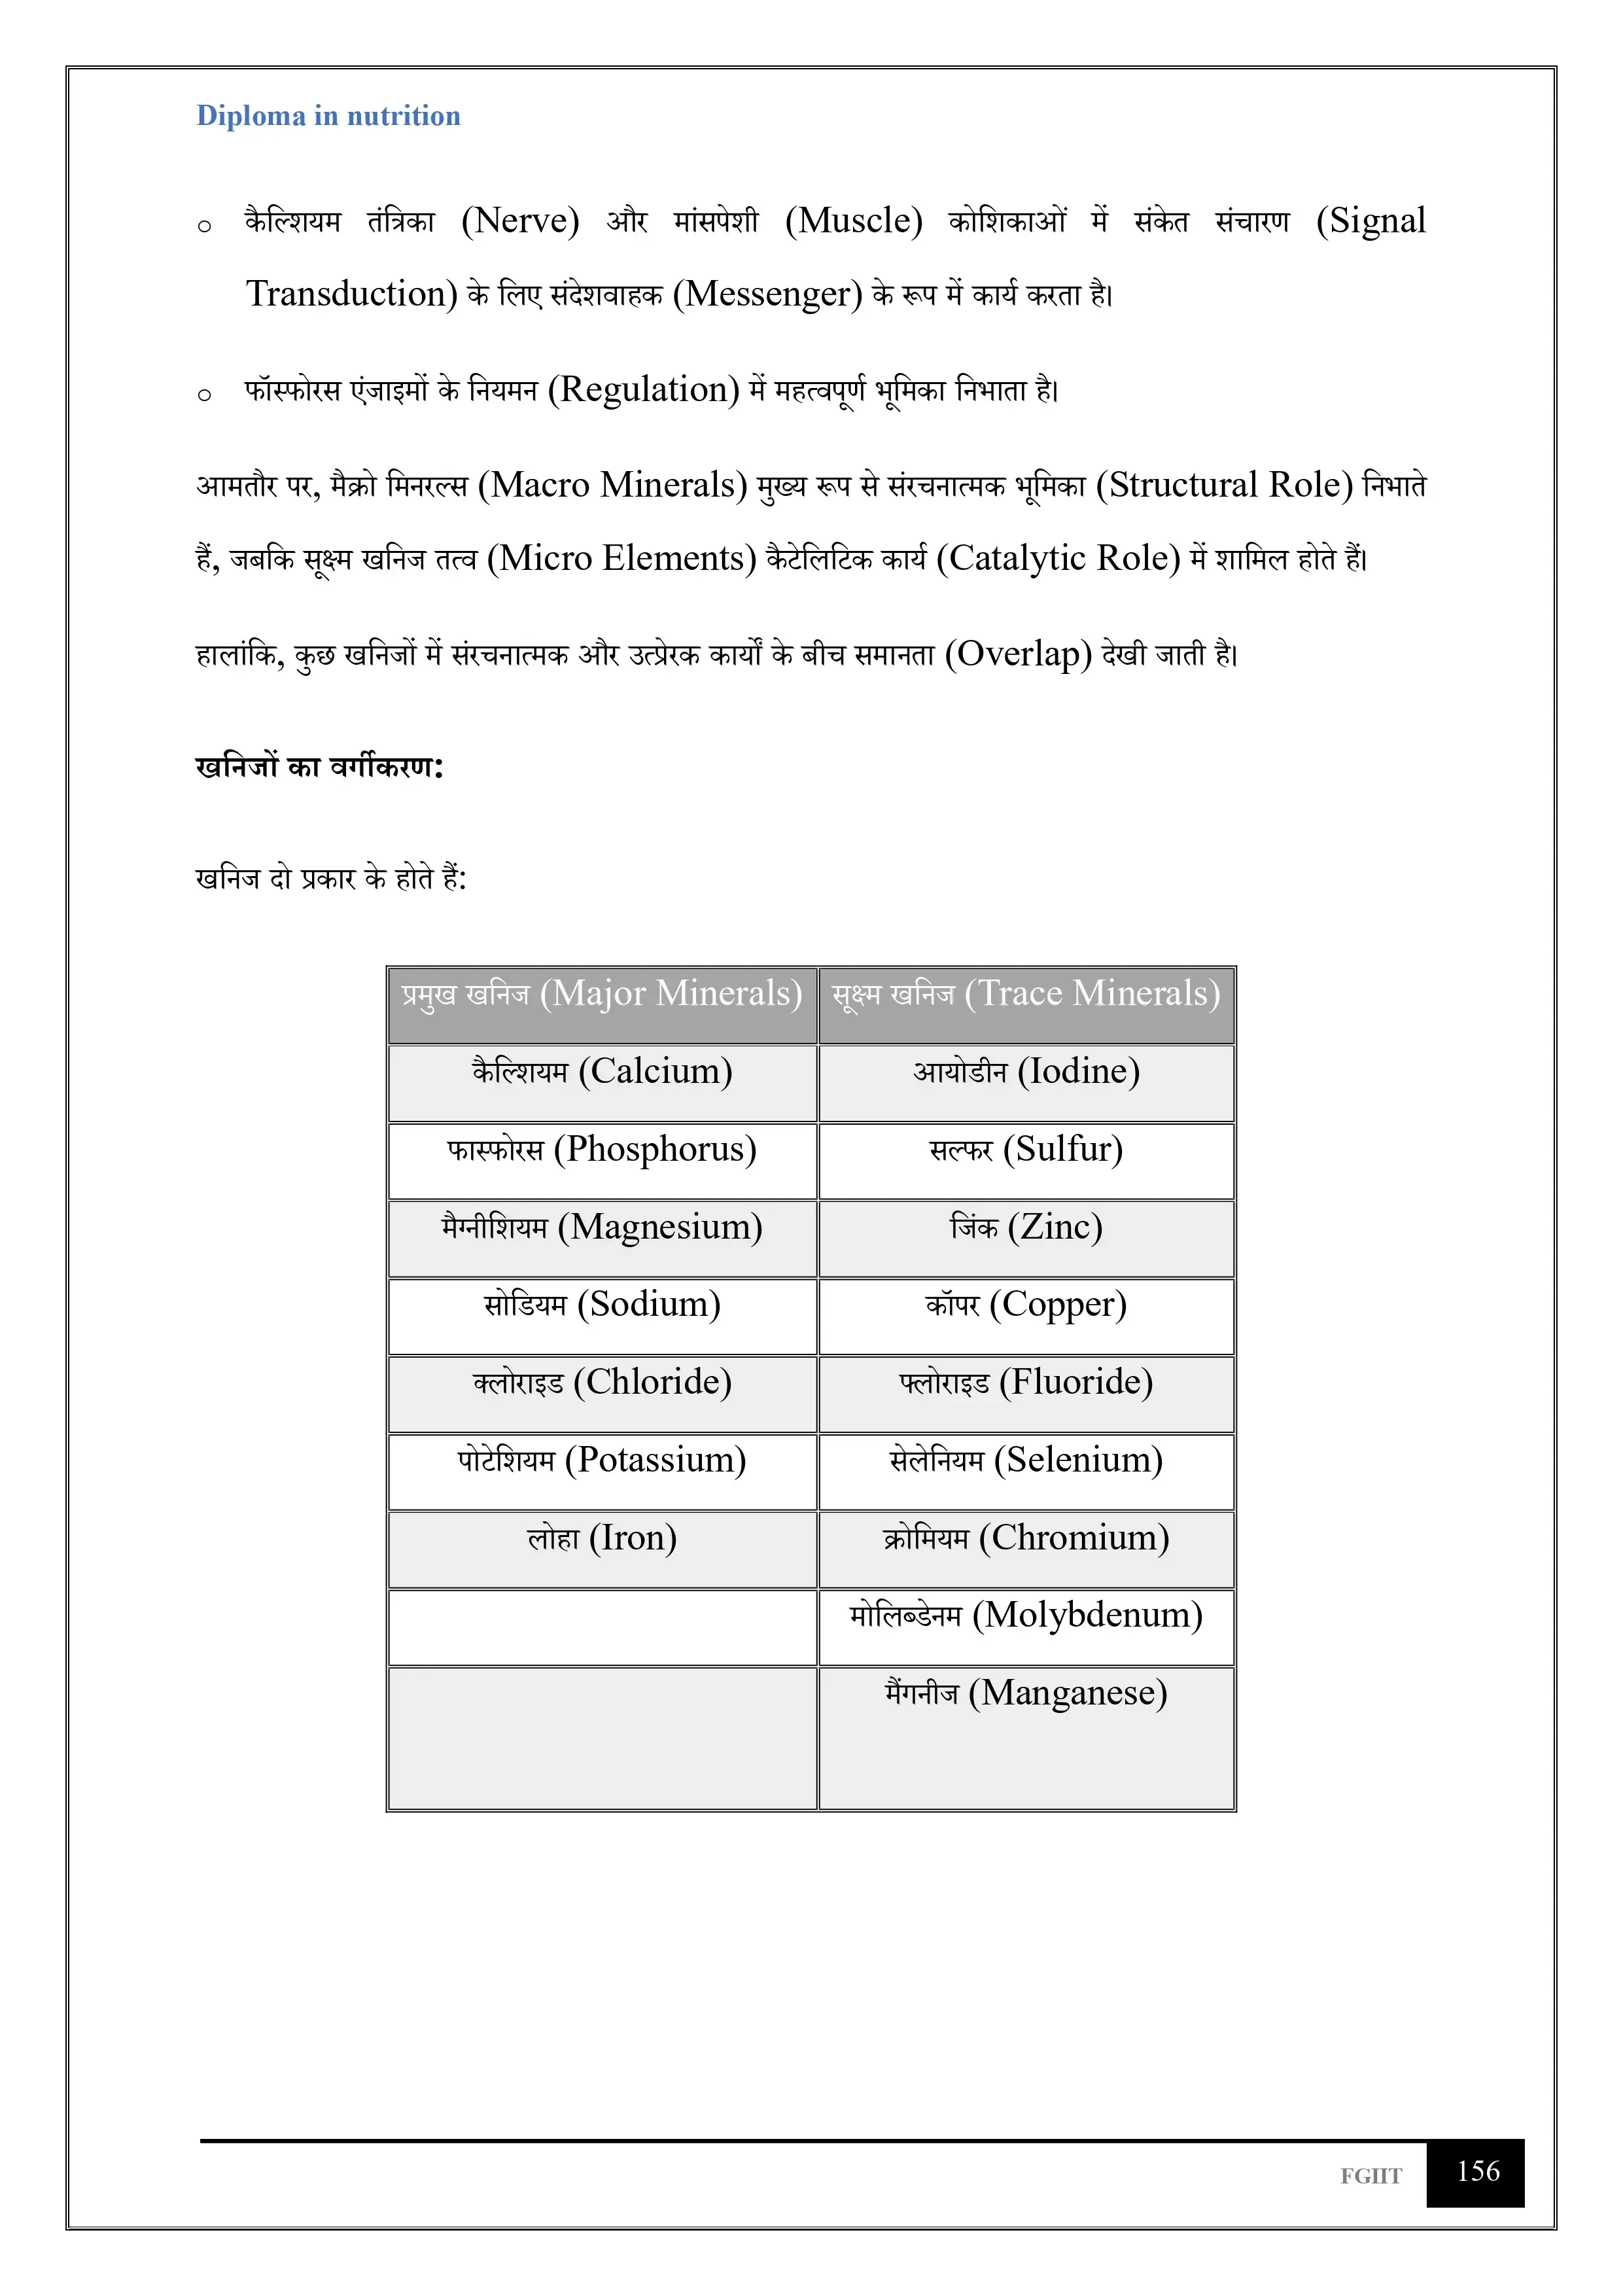 Diploma in nutrition
o कैल्शियम तंत्रिका (Nerve) और मांसपेशी (Muscle) कोशिकाओं में संकेत संचारण (Signal
Transduction) के लिए संदेशवाहक (Messenger) के रूप में कार्य करता है।
o फॉस्फोरस एंजाइमों के नियमन (Regulation) में महत्वपूर्ण भूमिका निभाता है।
आमतौर पर, मैक्रो मिनरल्स (Macro Minerals) मुख्य रूप से संरचनात्मक भूमिका (Structural Role) निभाते
हैं, जबकि सूक्ष्म खनिज तत्व (Micro Elements) कैटेलिटिक कार्य (Catalytic Role) में शामिल होते हैं।
हालांकि, कुछ खनिजों में संरचनात्मक और उत्प्रेरक कार्यों के बीच समानता (Overlap) देखी जाती है।
खनिजों का वर्गीकरण:
खनिज दो प्रकार के होते हैं:
प्रमुख खनिज (Major Minerals) सूक्ष्म खनिज (Trace Minerals)
कैल्शियम (Calcium) आयोडीन (Iodine)
फास्फोरस (Phosphorus) सल्फर (Sulfur)
मैग्नीशियम (Magnesium) जिंक (Zinc)
सोडियम (Sodium) कॉपर (Copper)
क्लोराइड (Chloride) फ्लोराइड (Fluoride)
पोटेशियम (Potassium) सेलेनियम (Selenium)
लोहा (Iron) क्रोमियम (Chromium)
मोलिब्डेनम (Molybdenum)
मैंगनीज (Manganese)
FGIIT 156